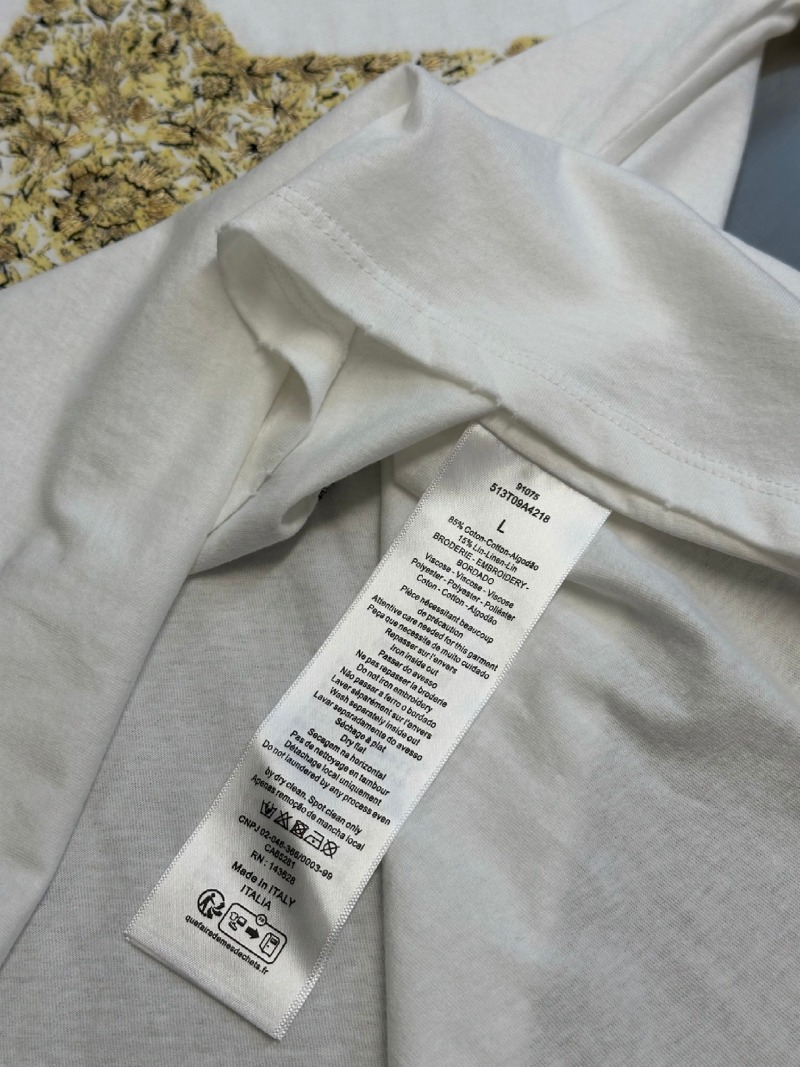 91075
513T09A4218
L
85% Coton-Cotton-Algodão
15% Lin-Linen-Lin
BRODERIE - EMBROIDERY -
BORDADO
Viscose - Viscose - Viscose
Polyester - Polyester - Poliéster
Coton - Cotton - Algodão
Pièce nécessitant beaucoup
de précaution
Attentive care needed for this garment
Peça que necessita de muito cuidado
Repasser sur l'envers
Iron inside out
Passar do avesso
Ne pas repasser la broderie
Do not iron embroidery
Não passar a ferro o bordado
Laver séparément sur l'envers
Wash separately inside out
Lavar separadamente do avesso
Séchage à plat
Dry flat
Secagem na horizontal
Pas de nettoyage en tambour
Détachage local uniquement
Do not laundered by any process even
by dry clean, Spot clean only
Apenas remoção de mancha local
CNPJ 02-046-366/0003-99
CA65281
RN : 143628
Made in ITALY
ITALIA
quefairedemesdechets.fr